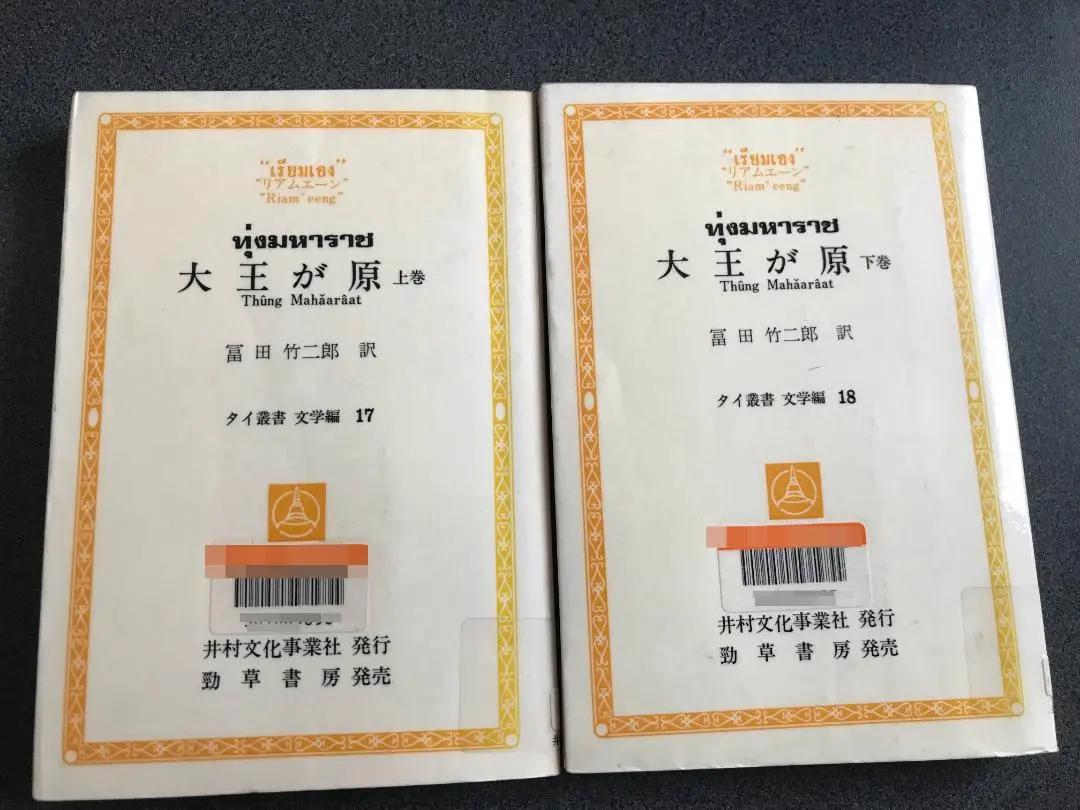 "เรียมเอง"
"リアムエーン"
"Riam'eeng"
ทุ่งมหาราช
大王が原 上巻
Thûng Mahǎarâat
冨田 竹二郎 訳
タイ叢書 文学編 17
井村文化事業社 発行
勁草書房 発売
"เรียมเอง"
"リアムエーン"
"Riam'eeng"
ทุ่งมหาราช
大王が原 下巻
Thûng Mahǎarâat
冨田 竹二郎 訳
タイ叢書 文学編 18
井村文化事業社 発行
勁草書房 発売